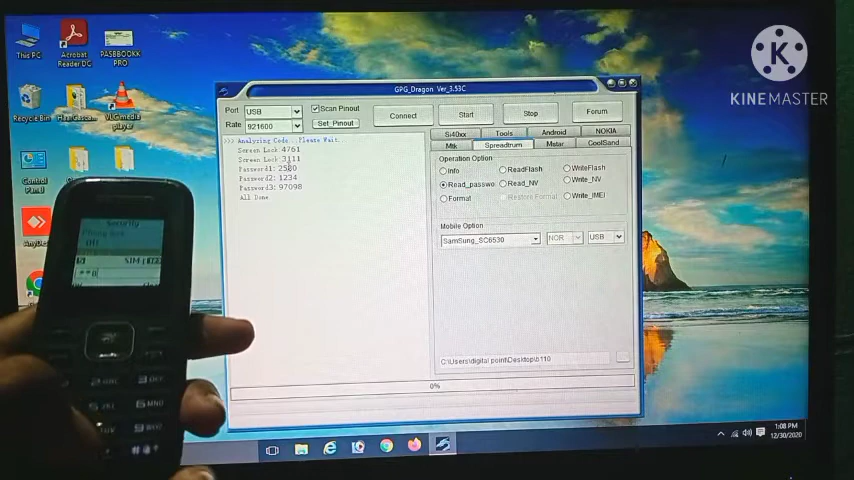 KINEMASTER
This PC
Acrobat
Reader DC
PASBBOOKK
PRO
Recycle Bin
media
player
Control
Panel
GPG_Dragon Ver_3.53C
Port
USB
Scan Pinout
Rate
921600
Set_Pinout
Connect
Start
Stop
Forum
>>> Analyzing Code...Please Wait.
Screen Lock:4761
Screen Lock:3111
Password1: 2580
Password2: 1234
Password3: 97098
All Done
Si40xx
Tools
Android
NOKIA
Mtk
Spreadtrum
Mstar
CoolSand
Operation Option
Info
ReadFlash
WriteFlash
Read_passwo
Read_NV
Write_NV
Format
Restore Format
Write_IMEI
Mobile Option
SamSung_SC6530
NOR
USB
C:\Users\digital point\Desktop\b110
0%
Security
1:08 PM
12/30/2020